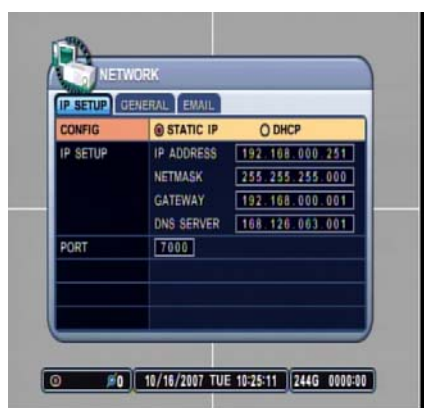 NETWORK
IP SETUP GENERAL EMAIL
CONFIG STATIC IP DHCP
IP SETUP IP ADDRESS 192.168.000.251
NETMASK 255.255.255.000
GATEWAY 192.168.000.001
DNS SERVER 168.126.063.001
PORT 7000
0 10/16/2007 TUE 10:25:11 244G 0000:00